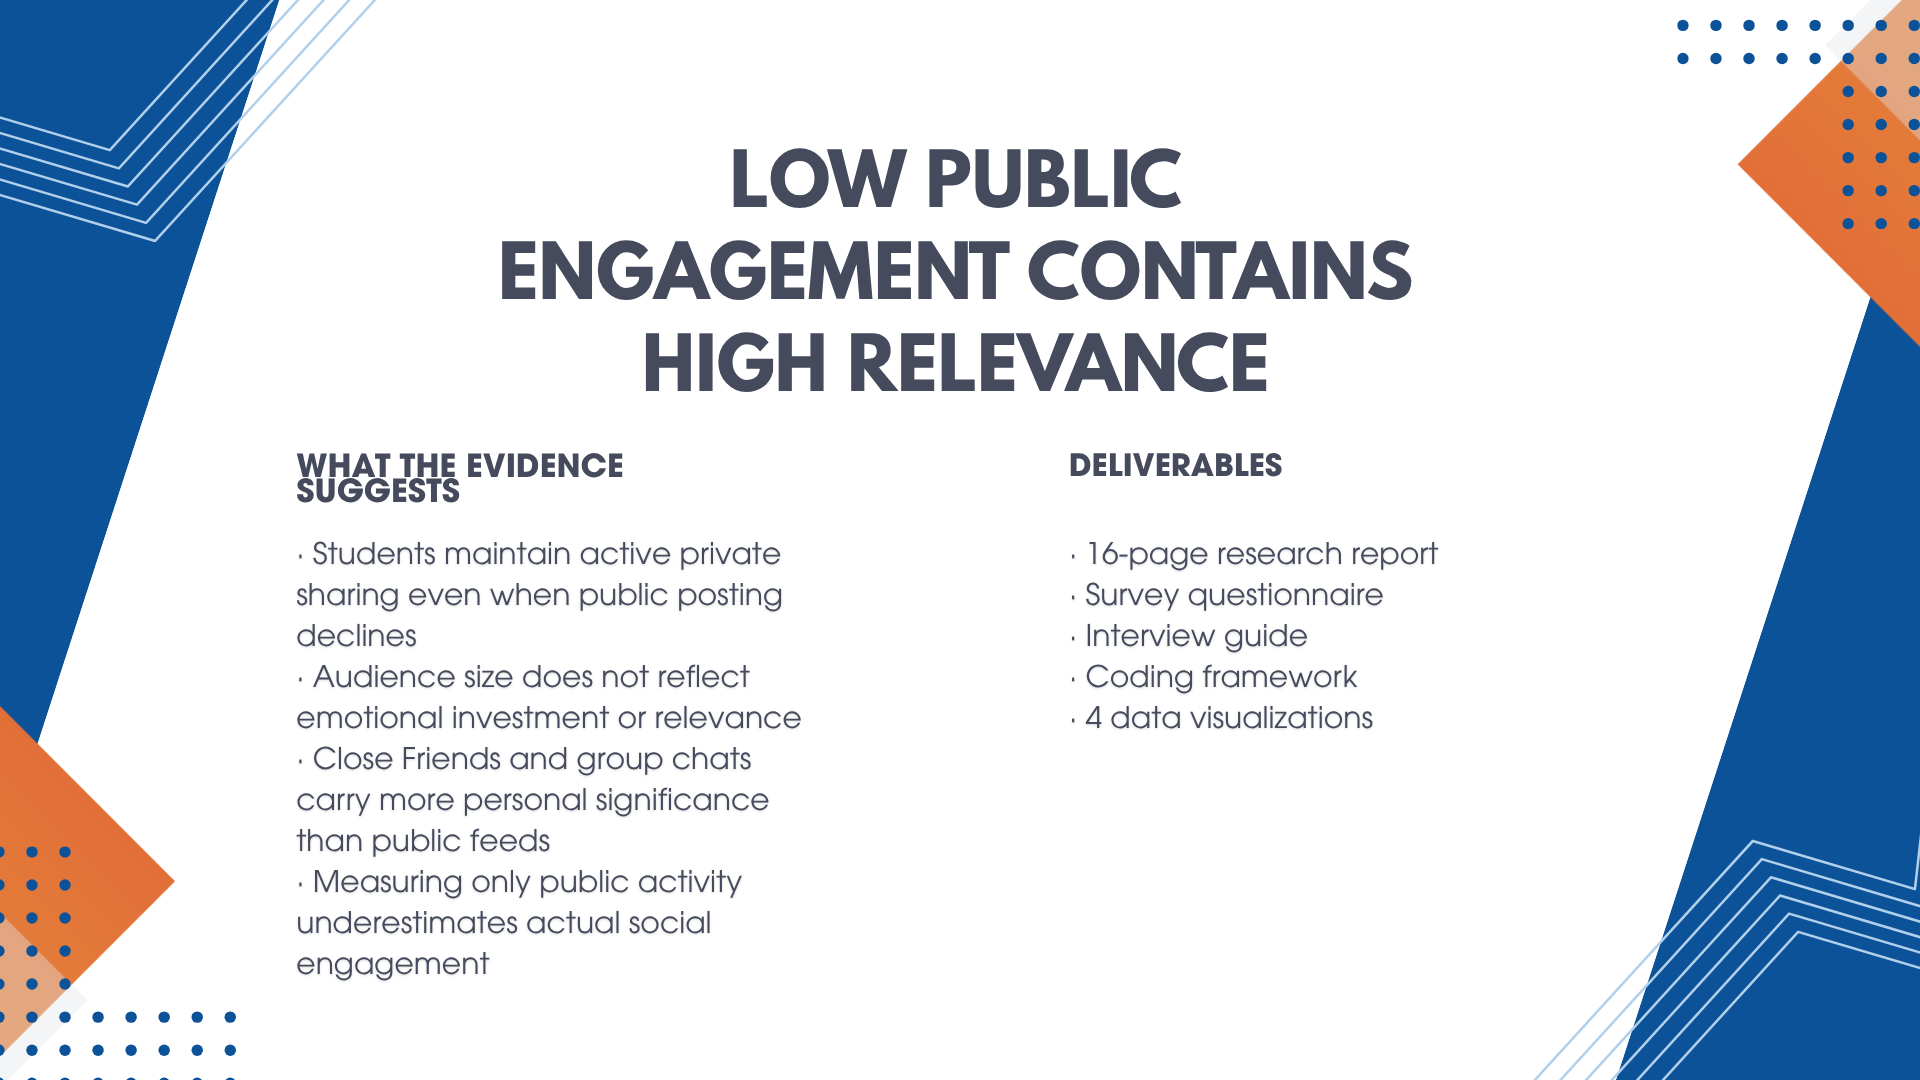 LOW PUBLIC
ENGAGEMENT CONTAINS
HIGH RELEVANCE
WHAT THE EVIDENCE
SUGGESTS
· Students maintain active private
sharing even when public posting
declines
· Audience size does not reflect
emotional investment or relevance
· Close Friends and group chats
carry more personal significance
than public feeds
· Measuring only public activity
underestimates actual social
engagement
DELIVERABLES
· 16-page research report
· Survey questionnaire
· Interview guide
· Coding framework
· 4 data visualizations